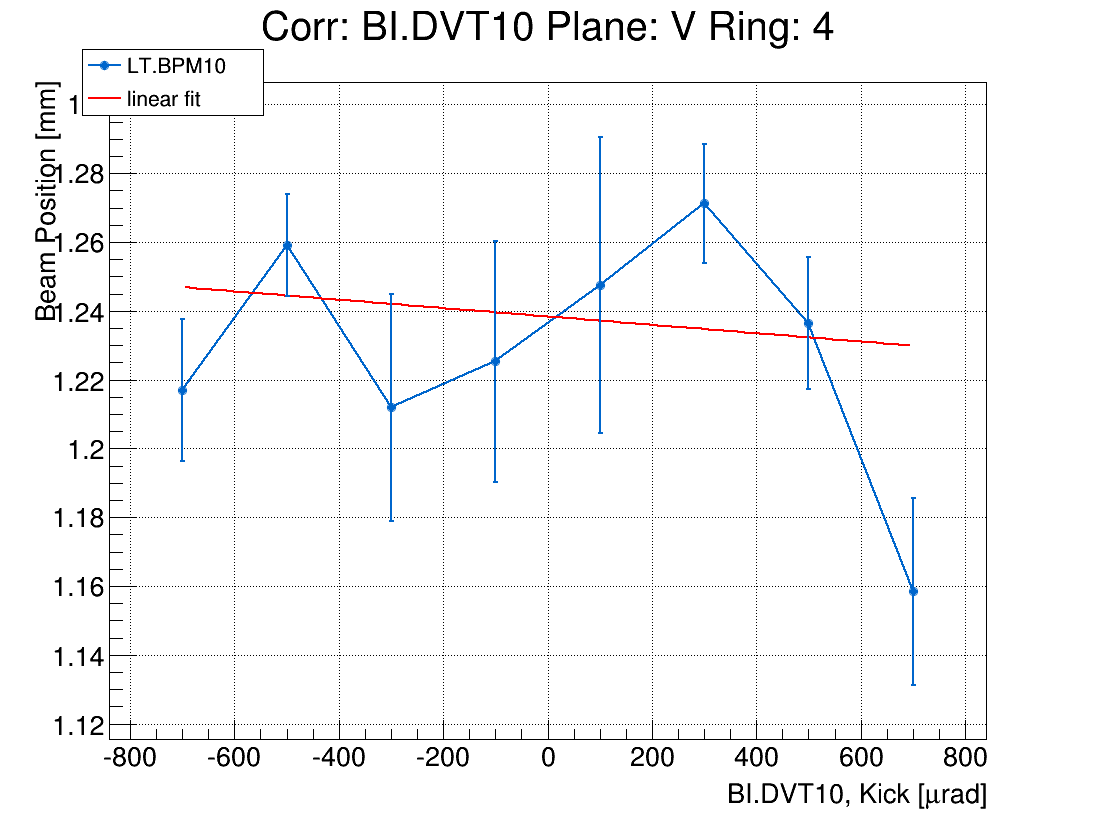 Corr: BI.DVT10 Plane: V Ring: 4
LT.BPM10
linear fit
Beam Position [mm]
1.28
1.26
1.24
1.22
1.2
1.18
1.16
1.14
1.12
-800 -600 -400 -200 0 200 400 600 800
BI.DVT10, Kick [μrad]